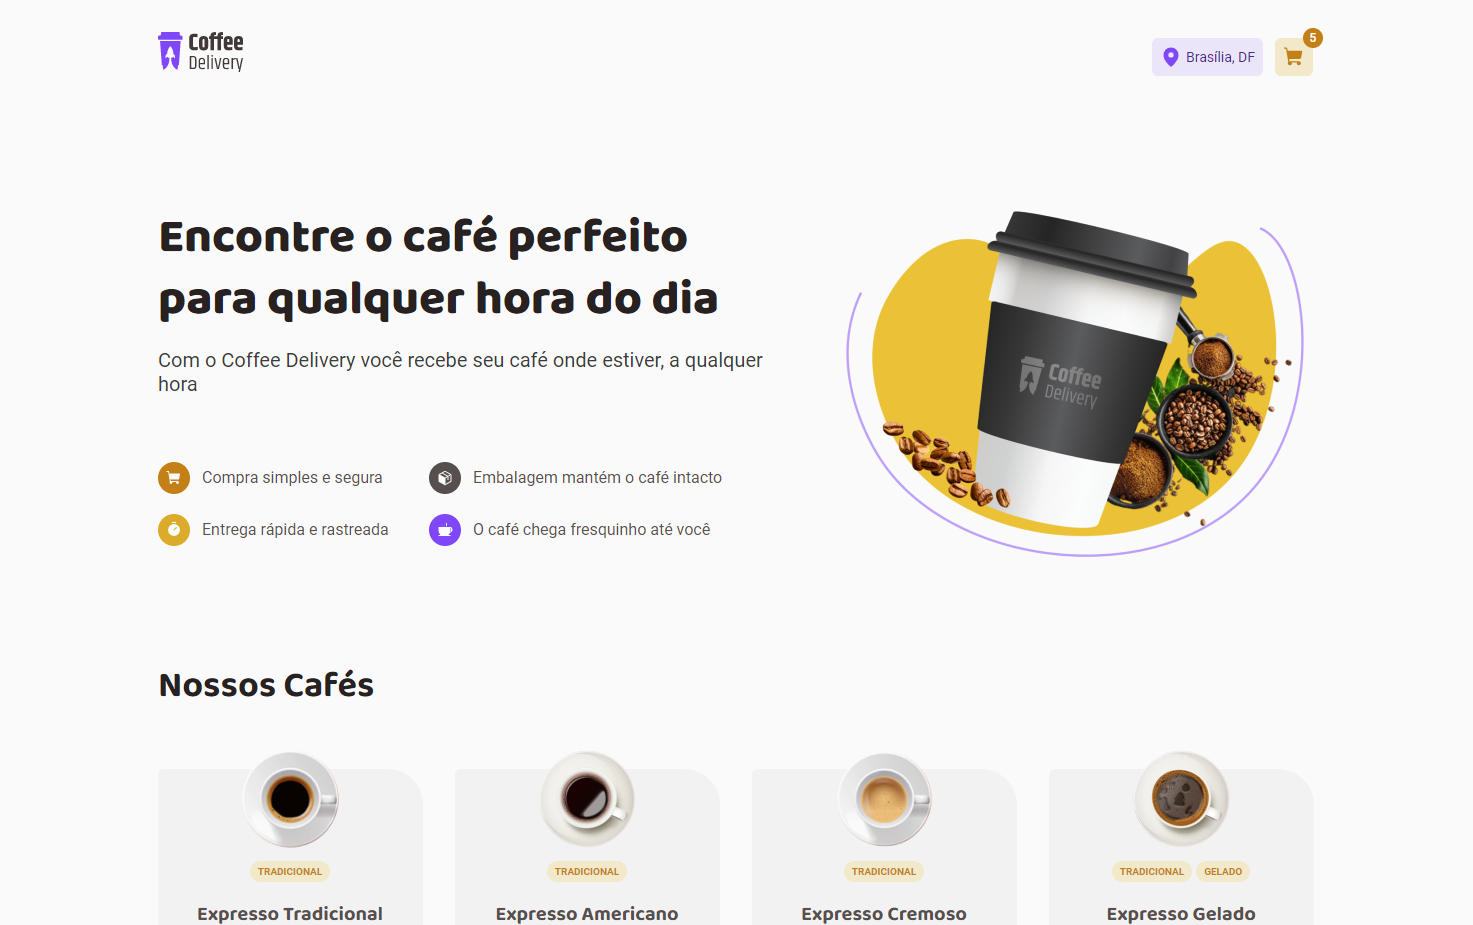 Coffee
Delivery
Brasília, DF
5
Encontre o café perfeito
para qualquer hora do dia
Com o Coffee Delivery você recebe seu café onde estiver, a qualquer
hora
Coffee
Delivery
Compra simples e segura
Embalagem mantém o café intacto
Entrega rápida e rastreada
O café chega fresquinho até você
Nossos Cafés
TRADICIONAL
TRADICIONAL
TRADICIONAL
TRADICIONAL GELADO
Expresso Tradicional
Expresso Americano
Expresso Cremoso
Expresso Gelado